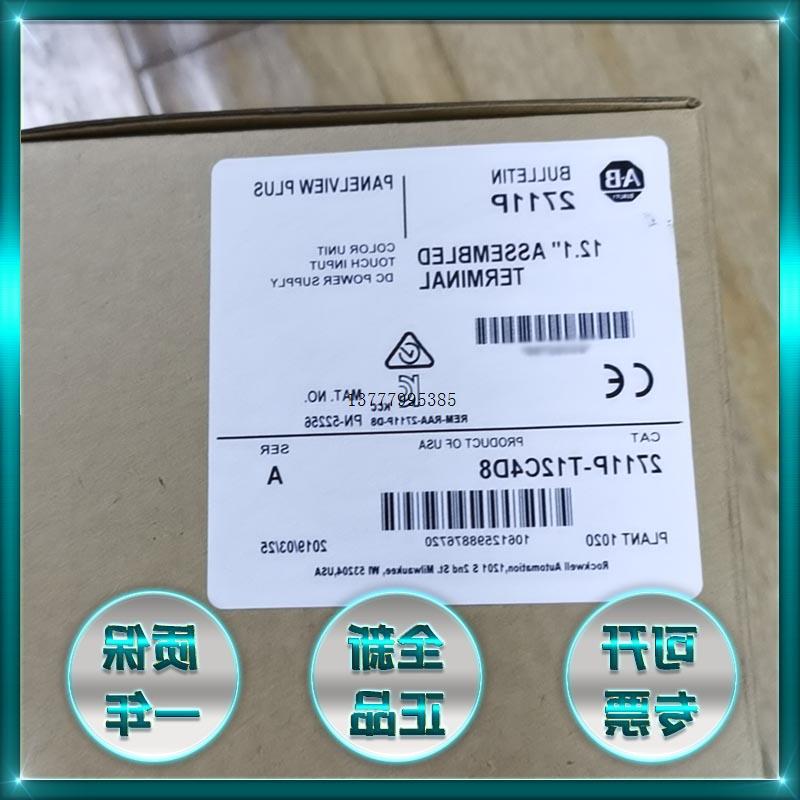 AB
QUALITY
BULLETIN
2711P
PANELVIEW PLUS
12.1" ASSEMBLED
TERMINAL
COLOR UNIT
TOUCH INPUT
DC POWER SUPPLY
CE
MAT. NO.
KCC
REM-RAA-2711P-D8 PN-52256
13777995385
CAT
PRODUCT OF USA
SER
2711P-T12C4D8
A
PLANT 1020
10612598876720
2019/03/25
Rockwell Automation,1201 S 2nd St. Milwaukee, WI 53204,USA
可开
专票
全新
正品
质保
一年